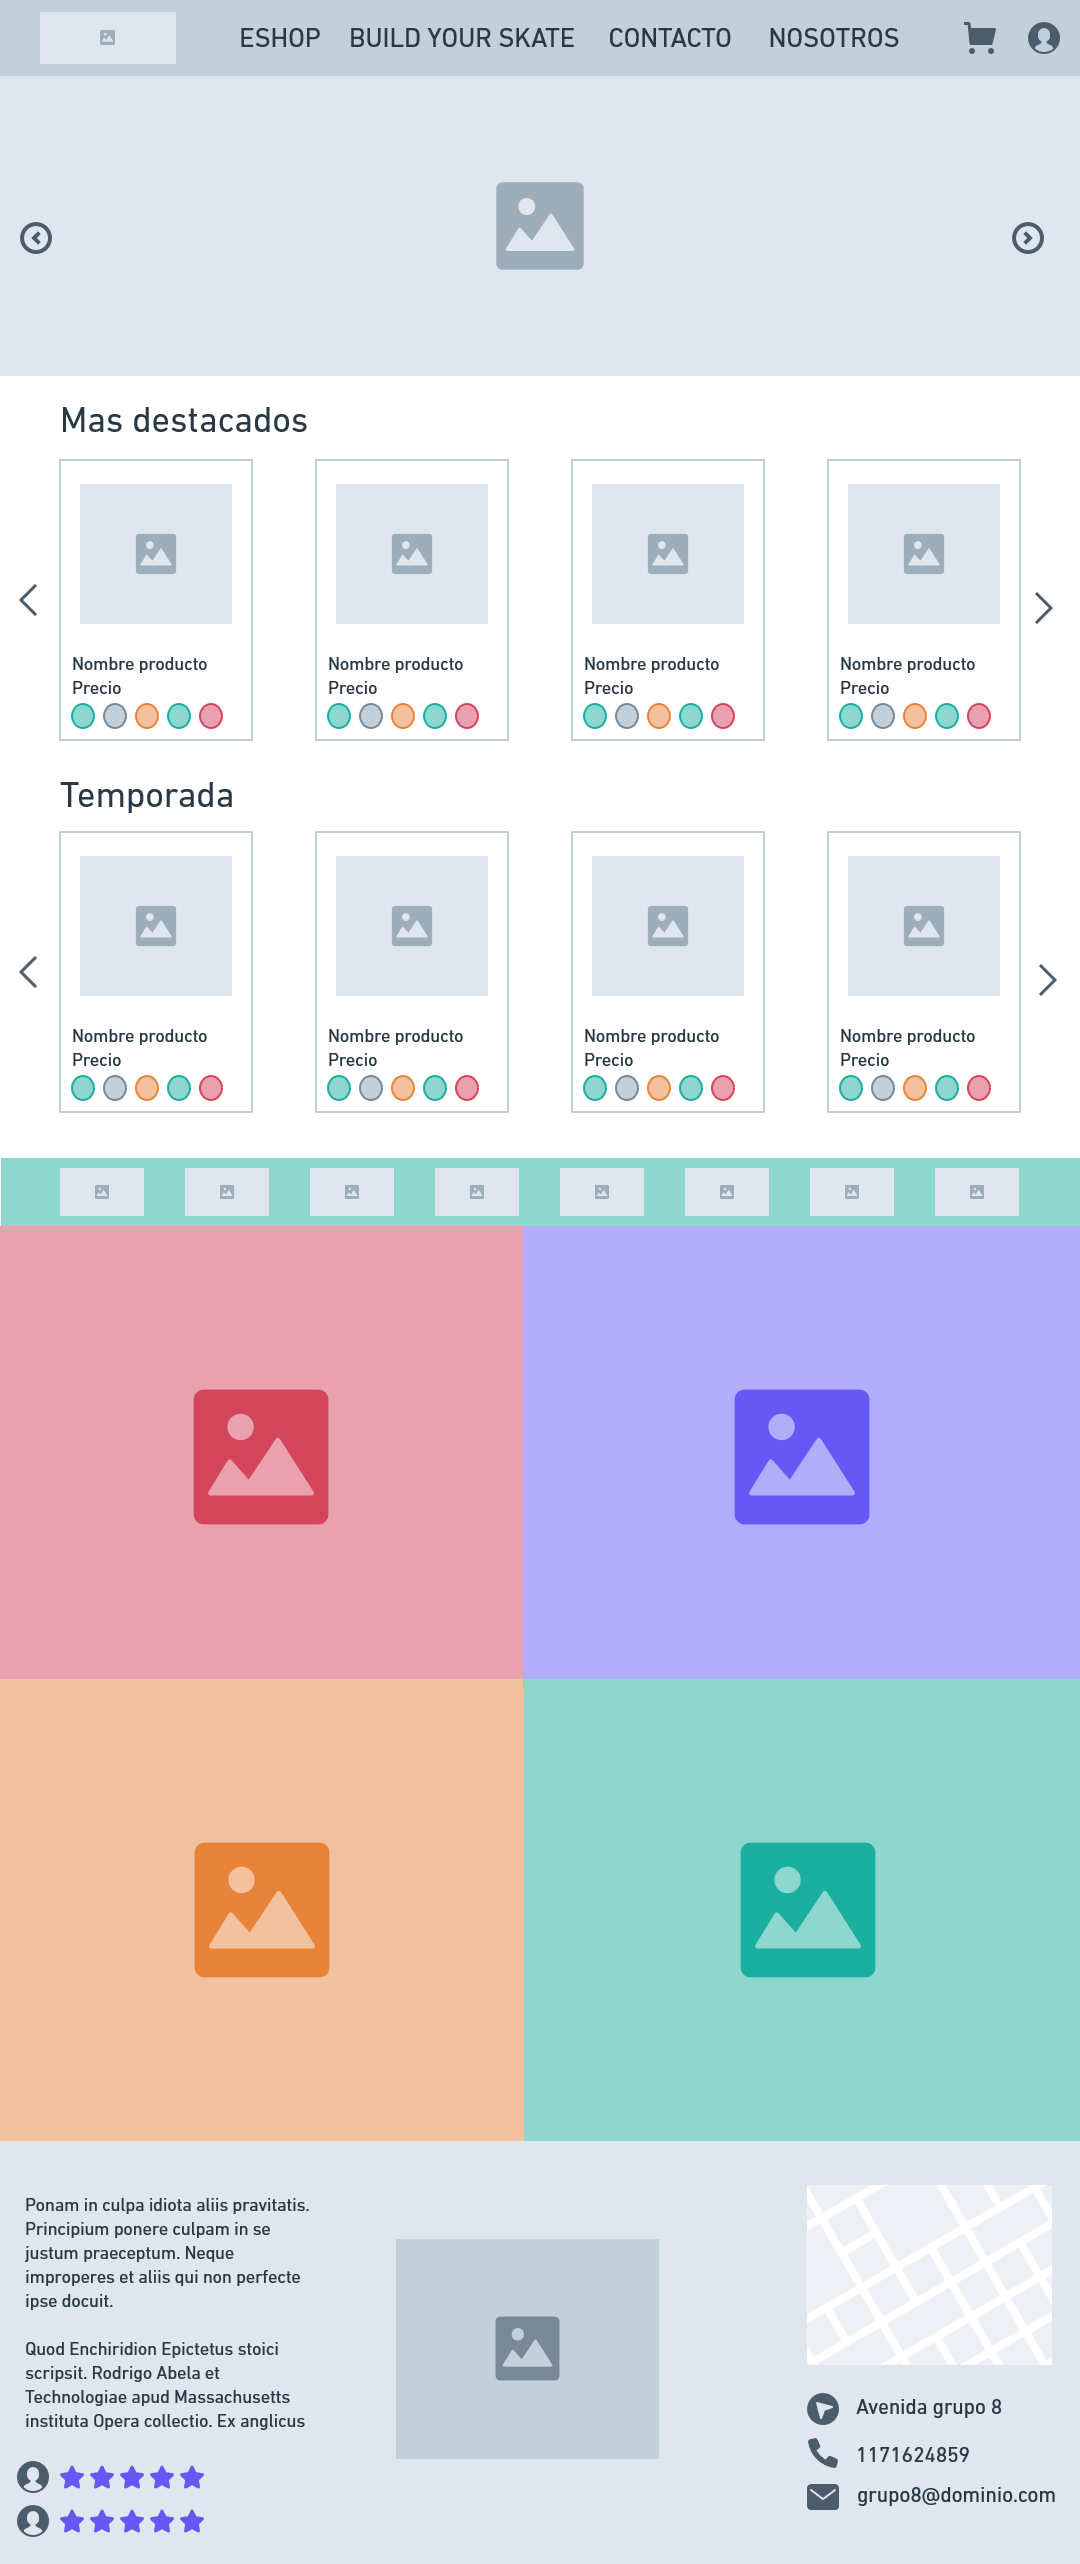 ESHOP BUILD YOUR SKATE CONTACTO NOSOTROS
Mas destacados
Nombre producto
Precio
Nombre producto
Precio
Nombre producto
Precio
Nombre producto
Precio
Temporada
Nombre producto
Precio
Nombre producto
Precio
Nombre producto
Precio
Nombre producto
Precio
Ponam in culpa idiota aliis pravitatis.
Principium ponere culpam in se
justum praeceptum. Neque
improperes et aliis qui non perfecte
ipse docuit.
Quod Enchiridion Epictetus stoici
scripsit. Rodrigo Abela et
Technologiae apud Massachusetts
instituta Opera collectio. Ex anglicus
Avenida grupo 8
1171624859
grupo8@dominio.com